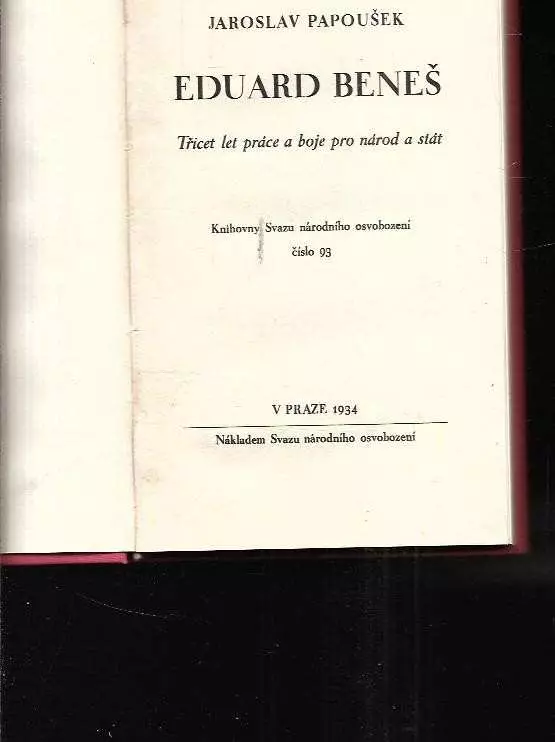 JAROSLAV PAPOUŠEK
EDUARD BENEŠ
Třicet let práce a boje pro národ a stát
Knihovny Svazu národního osvobození
číslo 93
V PRAZE 1934
Nákladem Svazu národního osvobození